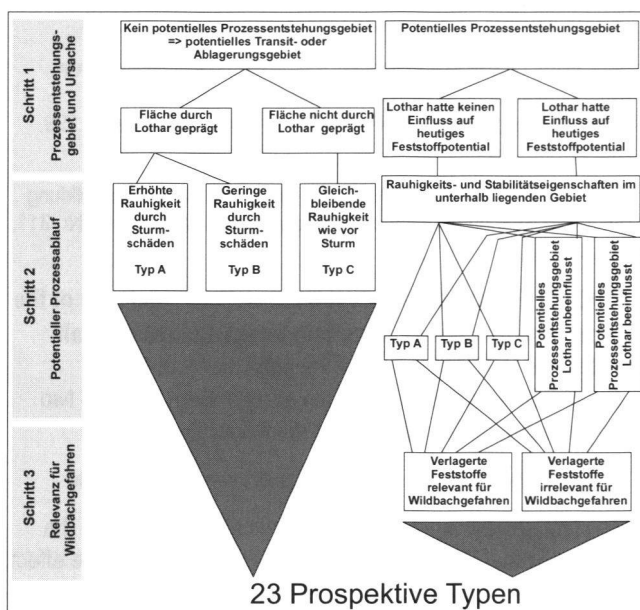 Schritt 1
Prozessentstehungs-
gebiet und Ursache
Kein potentielles Prozessentstehungsgebiet
=> potentielles Transit- oder
Ablagerungsgebiet
Potentielles Prozessentstehungsgebiet
Fläche durch
Lothar geprägt
Fläche nicht durch
Lothar geprägt
Lothar hatte keinen
Einfluss auf
heutiges
Feststoffpotential
Lothar hatte
Einfluss auf
heutiges
Feststoffpotential
Schritt 2
Potentieller Prozessablauf
Erhöhte
Rauhigkeit
durch
Sturm-
schäden
Typ A
Geringe
Rauhigkeit
durch
Sturm-
schäden
Typ B
Gleich-
bleibende
Rauhigkeit
wie vor
Sturm
Typ C
Rauhigkeits- und Stabilitätseigenschaften im
unterhalb liegenden Gebiet
Typ A
Typ B
Typ C
Potentielles
Prozessentstehungsgebiet
Lothar unbeeinflusst
Potentielles
Prozessentstehungsgebiet
Lothar beeinflusst
Schritt 3
Relevanz für
Wildbachgefahren
Verlagerte
Feststoffe
relevant für
Wildbachgefahren
Verlagerte
Feststoffe
irrelevant für
Wildbachgefahren
23 Prospektive Typen